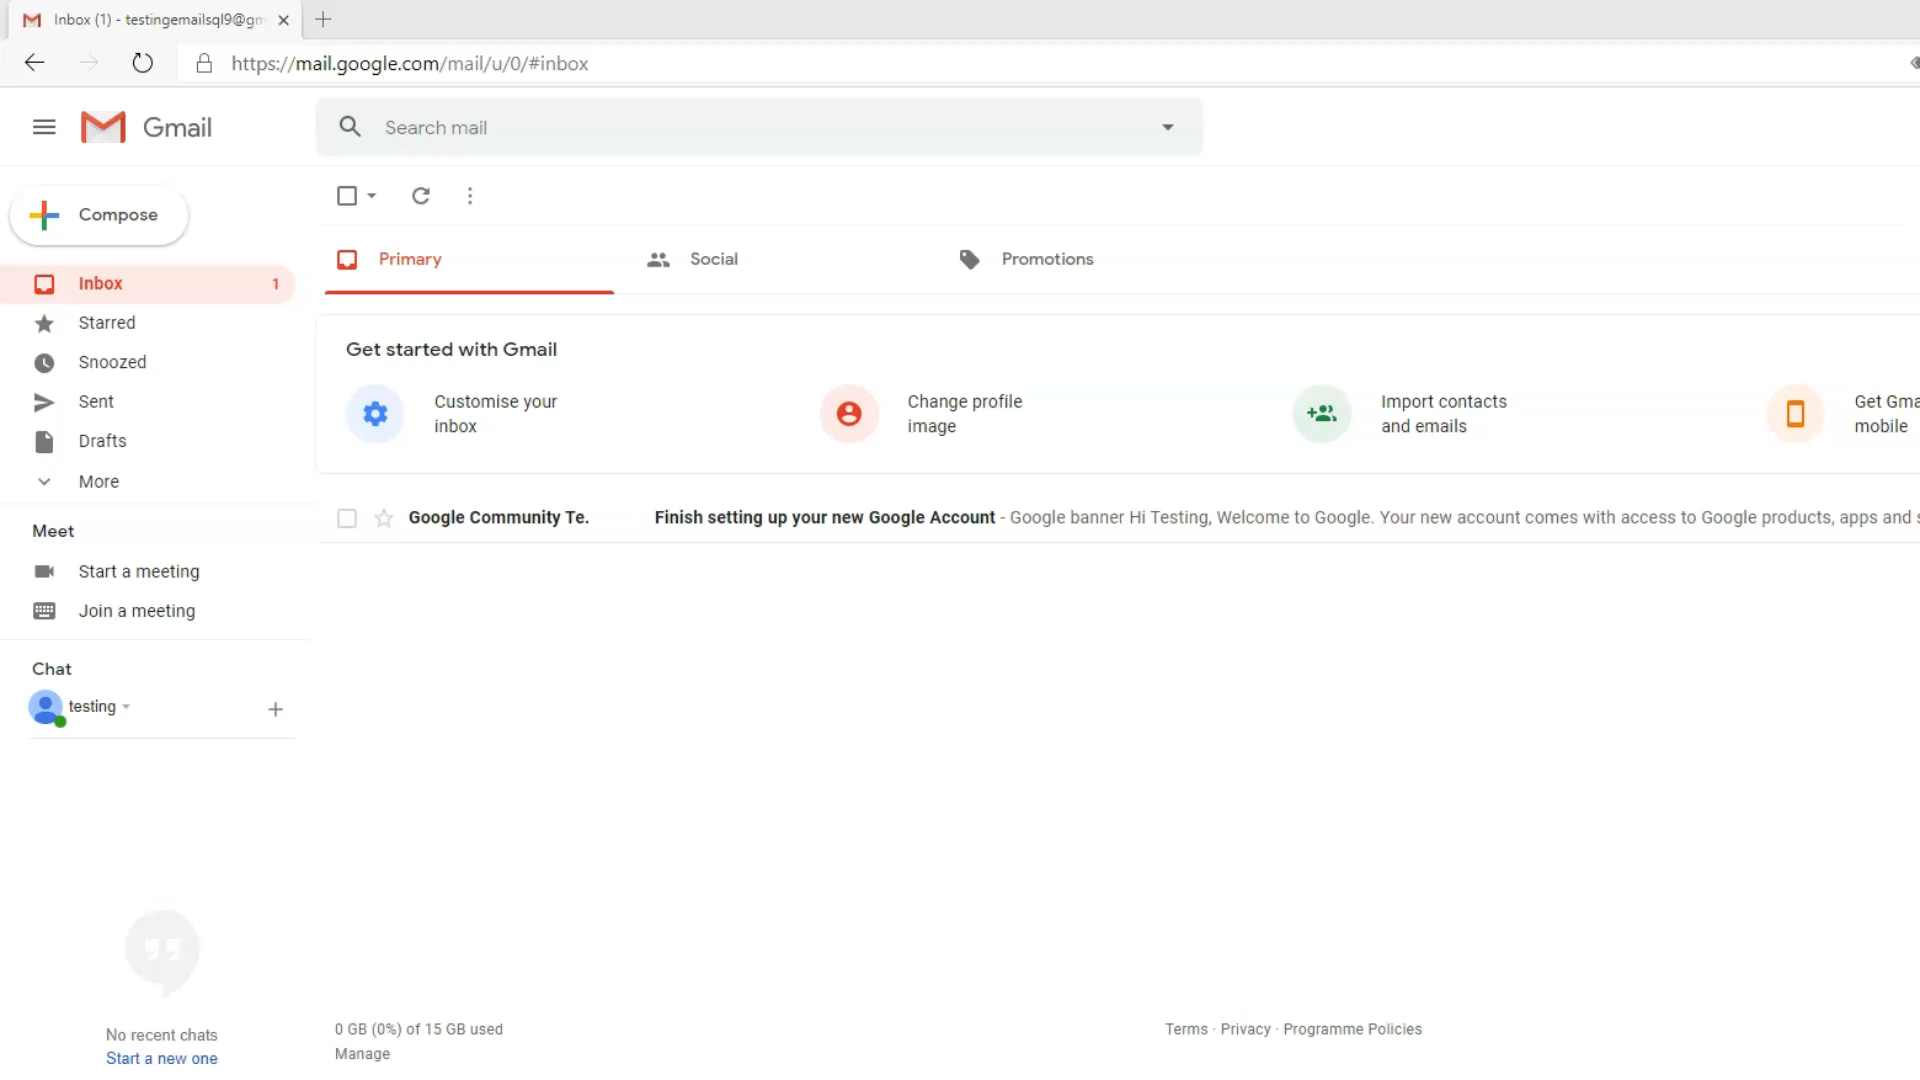 Inbox (1) - testingemailsql9@gm
https://mail.google.com/mail/u/0/#inbox
Gmail
Search mail
Compose
Primary
Social
Promotions
Inbox 1
Starred
Snoozed
Sent
Drafts
More
Get started with Gmail
Customise your
inbox
Change profile
image
Import contacts
and emails
Get Gma
mobile
Google Community Te. Finish setting up your new Google Account - Google banner Hi Testing, Welcome to Google. Your new account comes with access to Google products, apps and s
Meet
Start a meeting
Join a meeting
Chat
testing
No recent chats
Start a new one
0 GB (0%) of 15 GB used
Manage
Terms · Privacy · Programme Policies